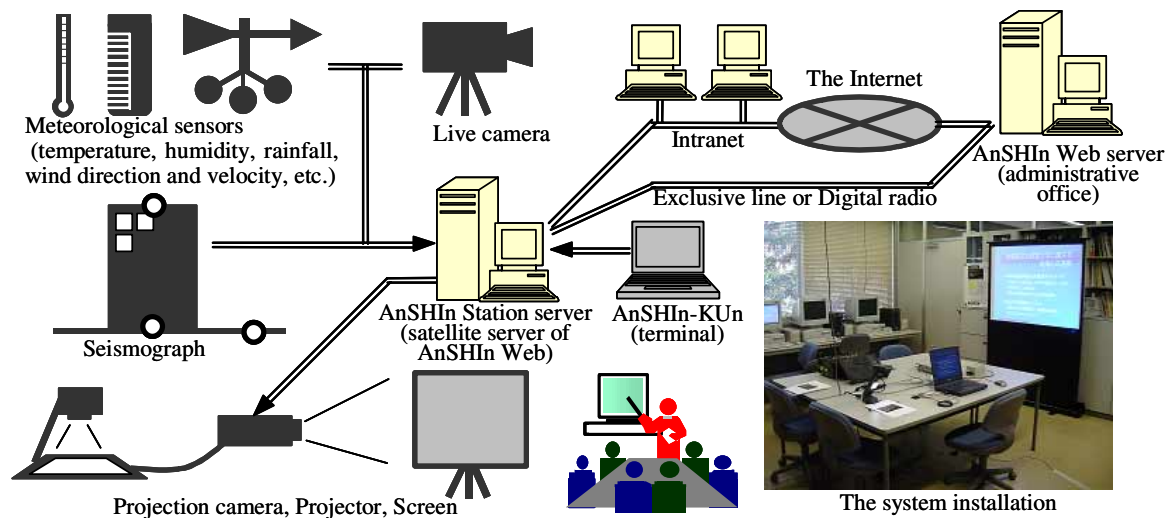 Meteorological sensors
(temperature, humidity, rainfall,
wind direction and velocity, etc.)
Live camera
The Internet
Intranet
AnSHIn Web server
(administrative
office)
Exclusive line or Digital radio
Seismograph
AnSHIn Station server
(satellite server of
AnSHIn Web)
AnSHIn-KUn
(terminal)
Projection camera, Projector, Screen
The system installation